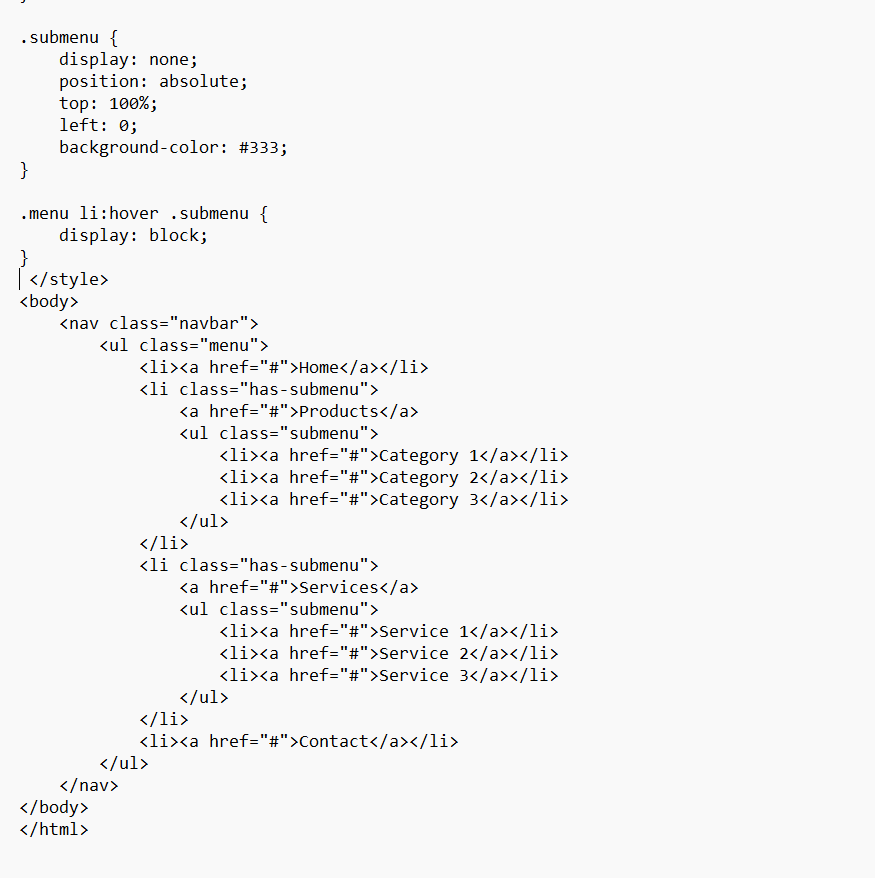 }
.submenu {
    display: none;
    position: absolute;
    top: 100%;
    left: 0;
    background-color: #333;
}

.menu li:hover .submenu {
    display: block;
}
 </style>
<body>
    <nav class="navbar">
        <ul class="menu">
            <li><a href="#">Home</a></li>
            <li class="has-submenu">
                <a href="#">Products</a>
                <ul class="submenu">
                    <li><a href="#">Category 1</a></li>
                    <li><a href="#">Category 2</a></li>
                    <li><a href="#">Category 3</a></li>
                </ul>
            </li>
            <li class="has-submenu">
                <a href="#">Services</a>
                <ul class="submenu">
                    <li><a href="#">Service 1</a></li>
                    <li><a href="#">Service 2</a></li>
                    <li><a href="#">Service 3</a></li>
                </ul>
            </li>
            <li><a href="#">Contact</a></li>
        </ul>
    </nav>
</body>
</html>